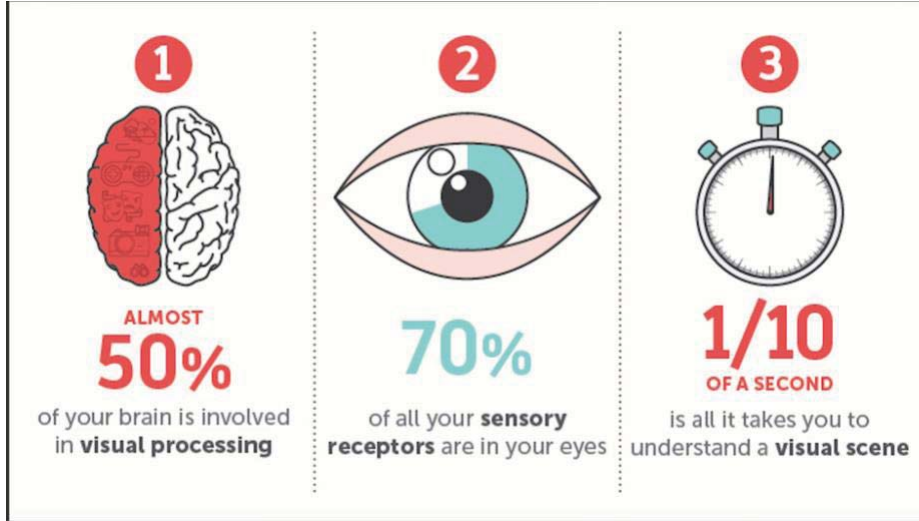 1
ALMOST
50%
of your brain is involved
in visual processing
2
70%
of all your sensory
receptors are in your eyes
3
1/10
OF A SECOND
is all it takes you to
understand a visual scene